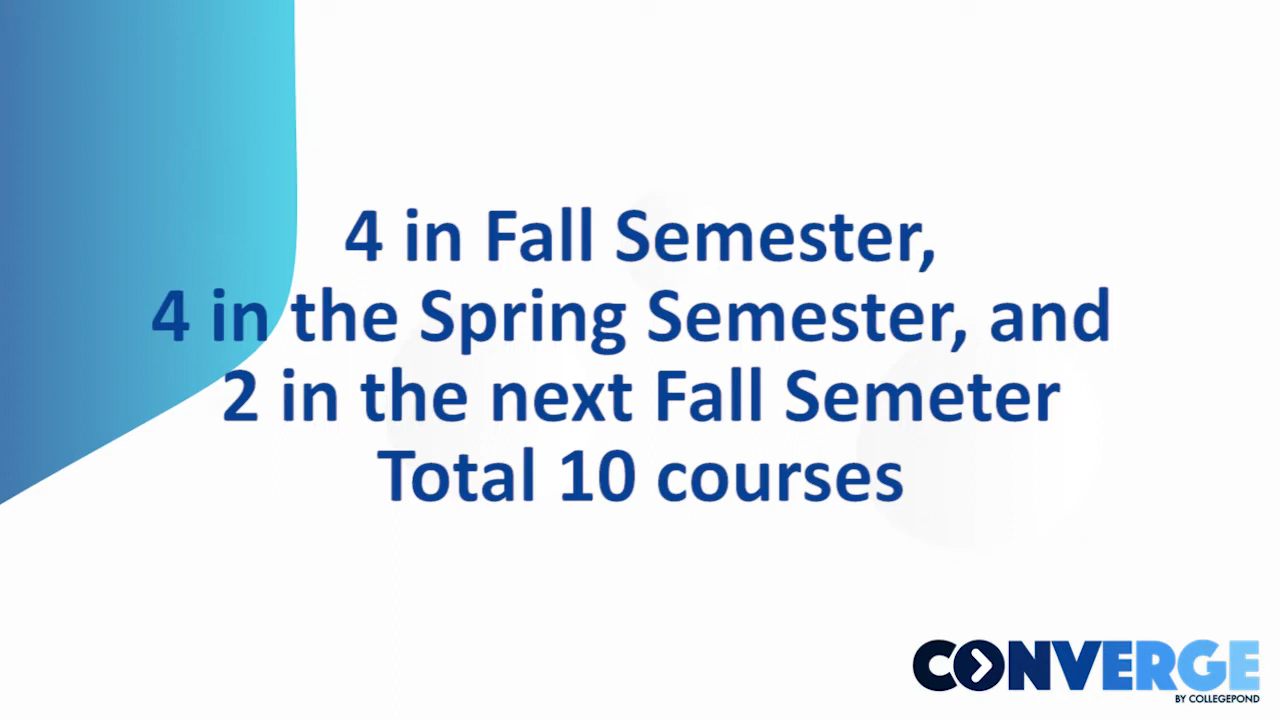 4 in Fall Semester,
4 in the Spring Semester, and
2 in the next Fall Semeter
Total 10 courses
CONVERGE
BY COLLEGEPOND